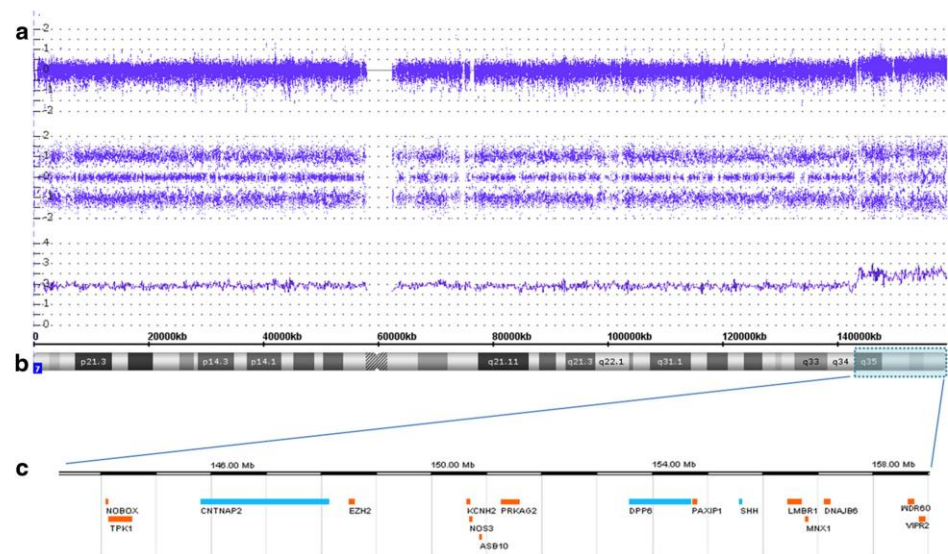 a
2
1
0
-1
-2
2
1
0
-1
-2
4
3
2
1
0
0 20000kb 40000kb 60000kb 80000kb 100000kb 120000kb 140000kb
b
7
p21.3 p14.3 p14.1 q21.11 q21.3 q22.1 q31.1 q33 q34 q35
c
146.00 Mb 150.00 Mb 154.00 Mb 158.00 Mb
NOBOX CNTNAP2 EZH2 KCNH2 PRKAG2 DPP6 PAXIP1 SHH LMBR1 DNAJB6 WDR60
TPK1 NOS3 MNX1 VIPR2
ASB10